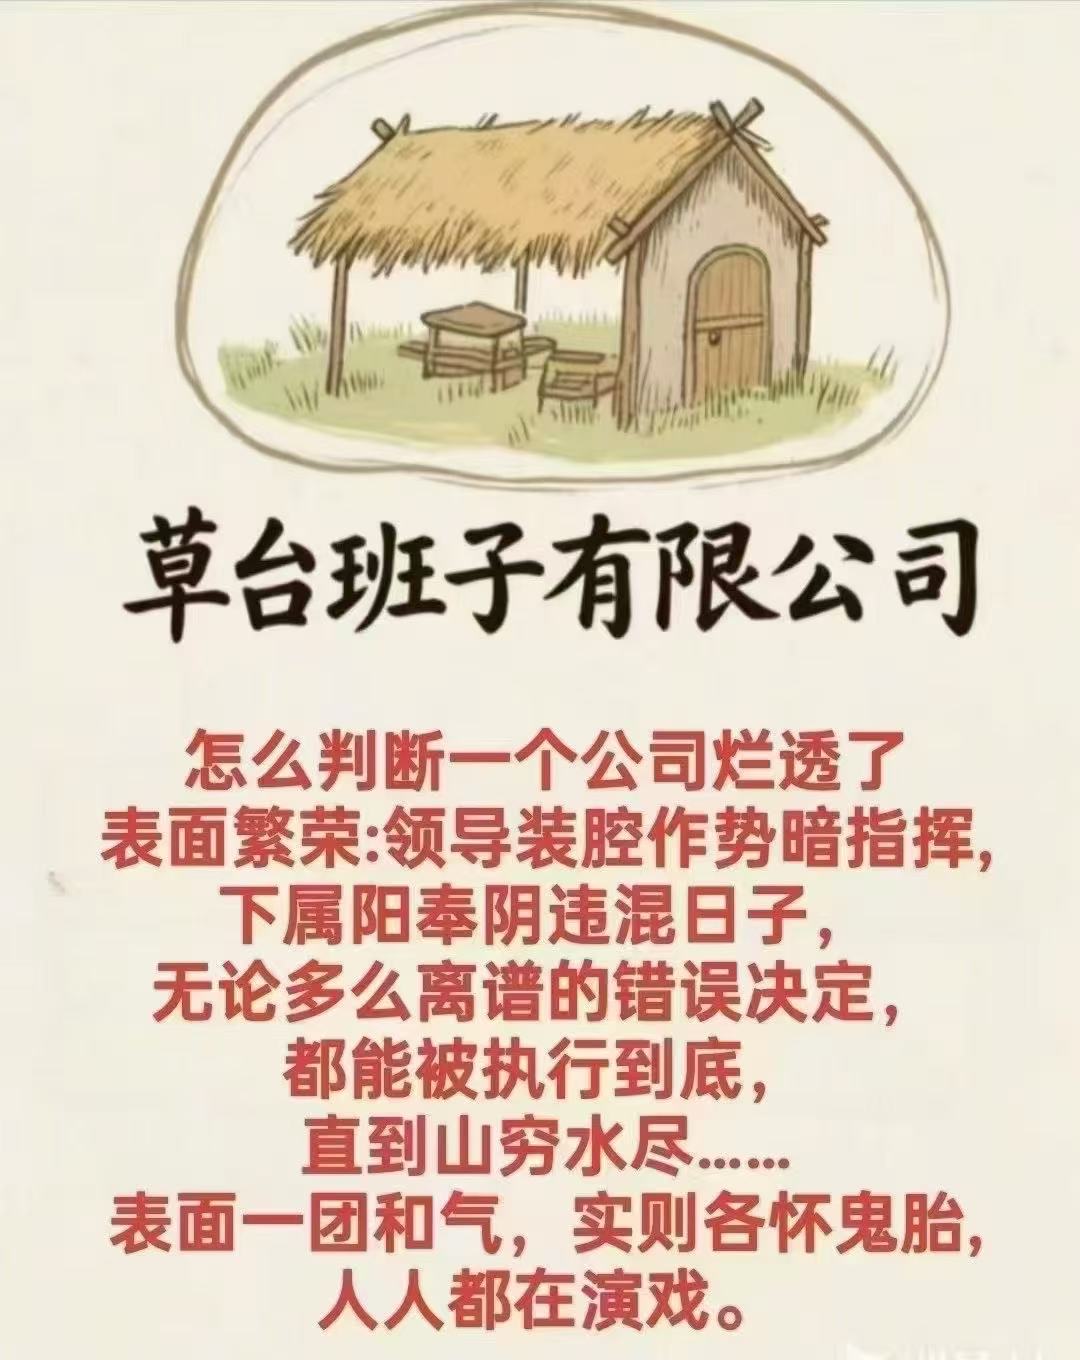 草台班子有限公司
怎么判断一个公司烂透了
表面繁荣:领导装腔作势暗指挥,
下属阳奉阴违混日子，
无论多么离谱的错误决定，
都能被执行到底，
直到山穷水尽……
表面一团和气，实则各怀鬼胎,
人人都在演戏。